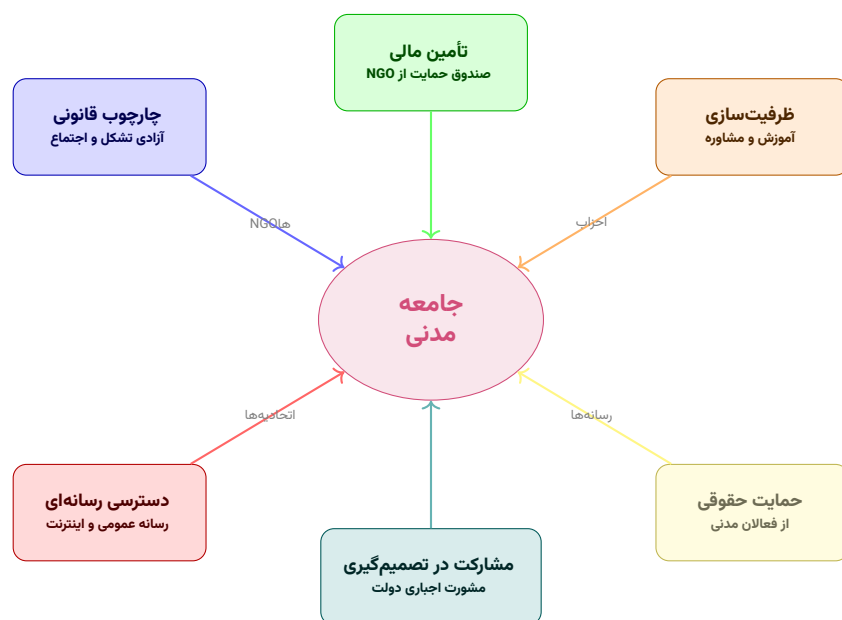 تأمین مالی
صندوق حمایت از NGO
ظرفیت‌سازی
آموزش و مشاوره
چارچوب قانونی
آزادی تشکل و اجتماع
احزاب
NGOها
جامعه
مدنی
رسانه‌ها
اتحادیه‌ها
حمایت حقوقی
از فعالان مدنی
دسترسی رسانه‌ای
رسانه عمومی و اینترنت
مشارکت در تصمیم‌گیری
مشورت اجباری دولت